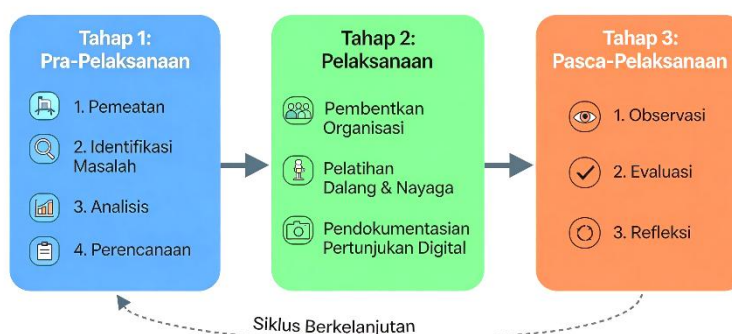 Tahap 1:
Pra-Pelaksanaan
1. Pemeatan
2. Identifikasi
Masalah
3. Analisis
4. Perencanaan
Tahap 2:
Pelaksanaan
Pembentkan
Organisasi
Pelatihan
Dalang & Nayaga
Pendokumentasian
Pertunjukan Digital
Tahap 3:
Pasca-Pelaksanaan
1. Observasi
2. Evaluasi
3. Refleksi
Siklus Berkelanjutan